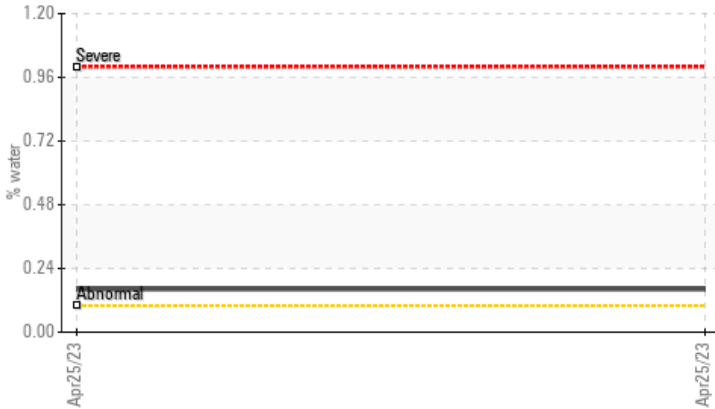 1.20
Severe
0.96
0.72
% water
0.48
0.24
Abnormal
0.00
Apr25/23
Apr25/23